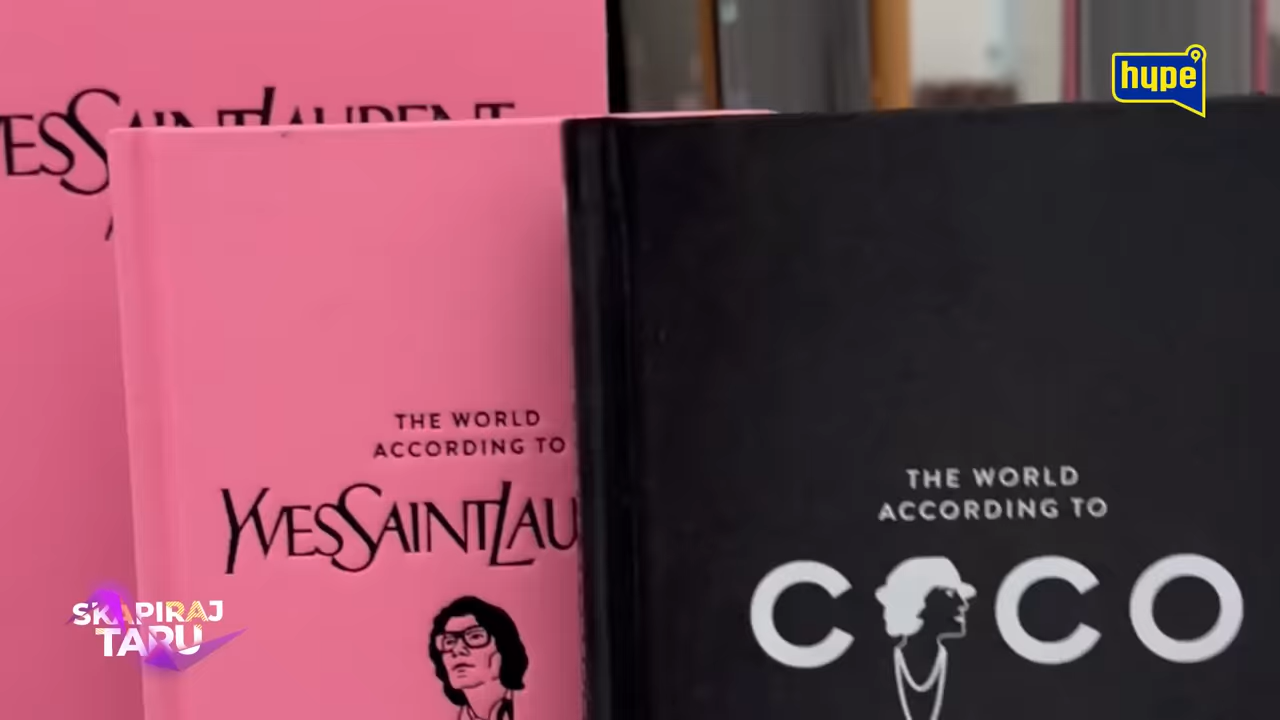 hype
THE WORLD
ACCORDING TO
YVESSAINTLAU
THE WORLD
ACCORDING TO
COCO
SKAPIRAJ
TARU